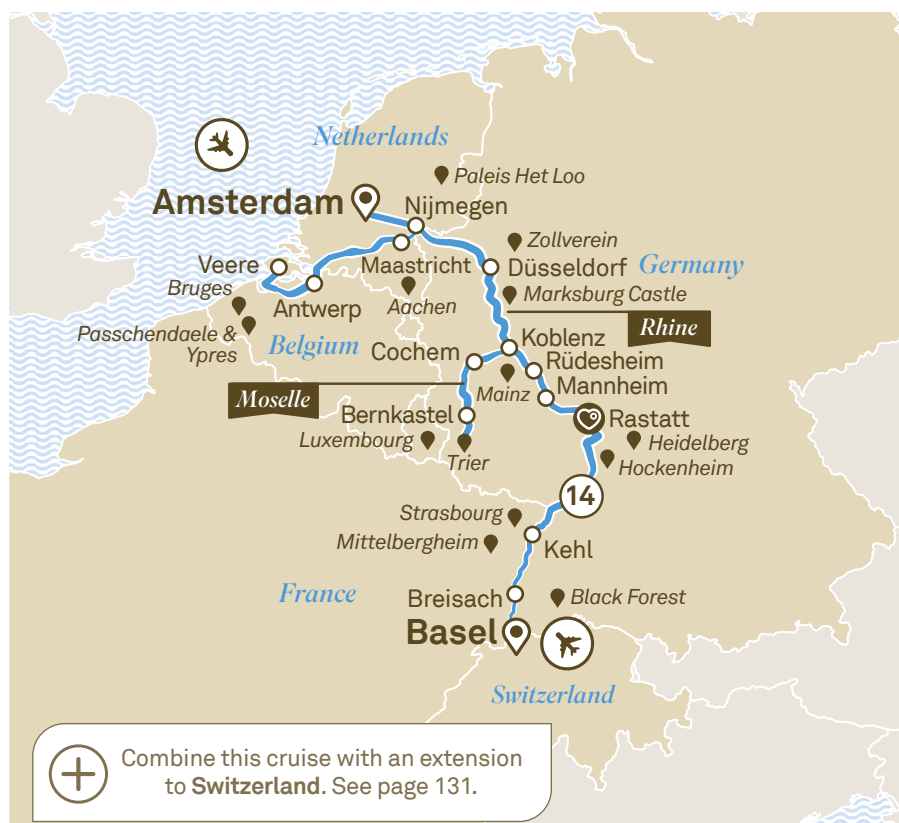 Netherlands
Paleis Het Loo
Amsterdam
Nijmegen
Zollverein
Veere
Maastricht
Düsseldorf
Germany
Bruges
Aachen
Marksburg Castle
Antwerp
Rhine
Passchendaele &
Ypres
Belgium
Koblenz
Cochem
Rüdesheim
Mainz
Mannheim
Moselle
Bernkastel
Rastatt
Luxembourg
Heidelberg
Trier
Hockenheim
14
Strasbourg
Mittelbergheim
Kehl
France
Breisach
Black Forest
Basel
Switzerland
Combine this cruise with an extension
to Switzerland. See page 131.